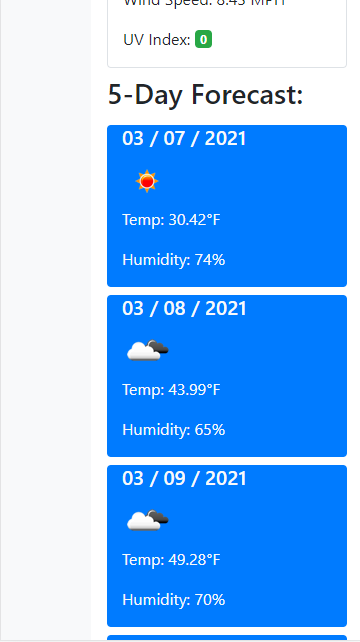 Wind Speed: 8.43 MPH
UV Index: 0
5-Day Forecast:
03 / 07 / 2021
Temp: 30.42°F
Humidity: 74%
03 / 08 / 2021
Temp: 43.99°F
Humidity: 65%
03 / 09 / 2021
Temp: 49.28°F
Humidity: 70%